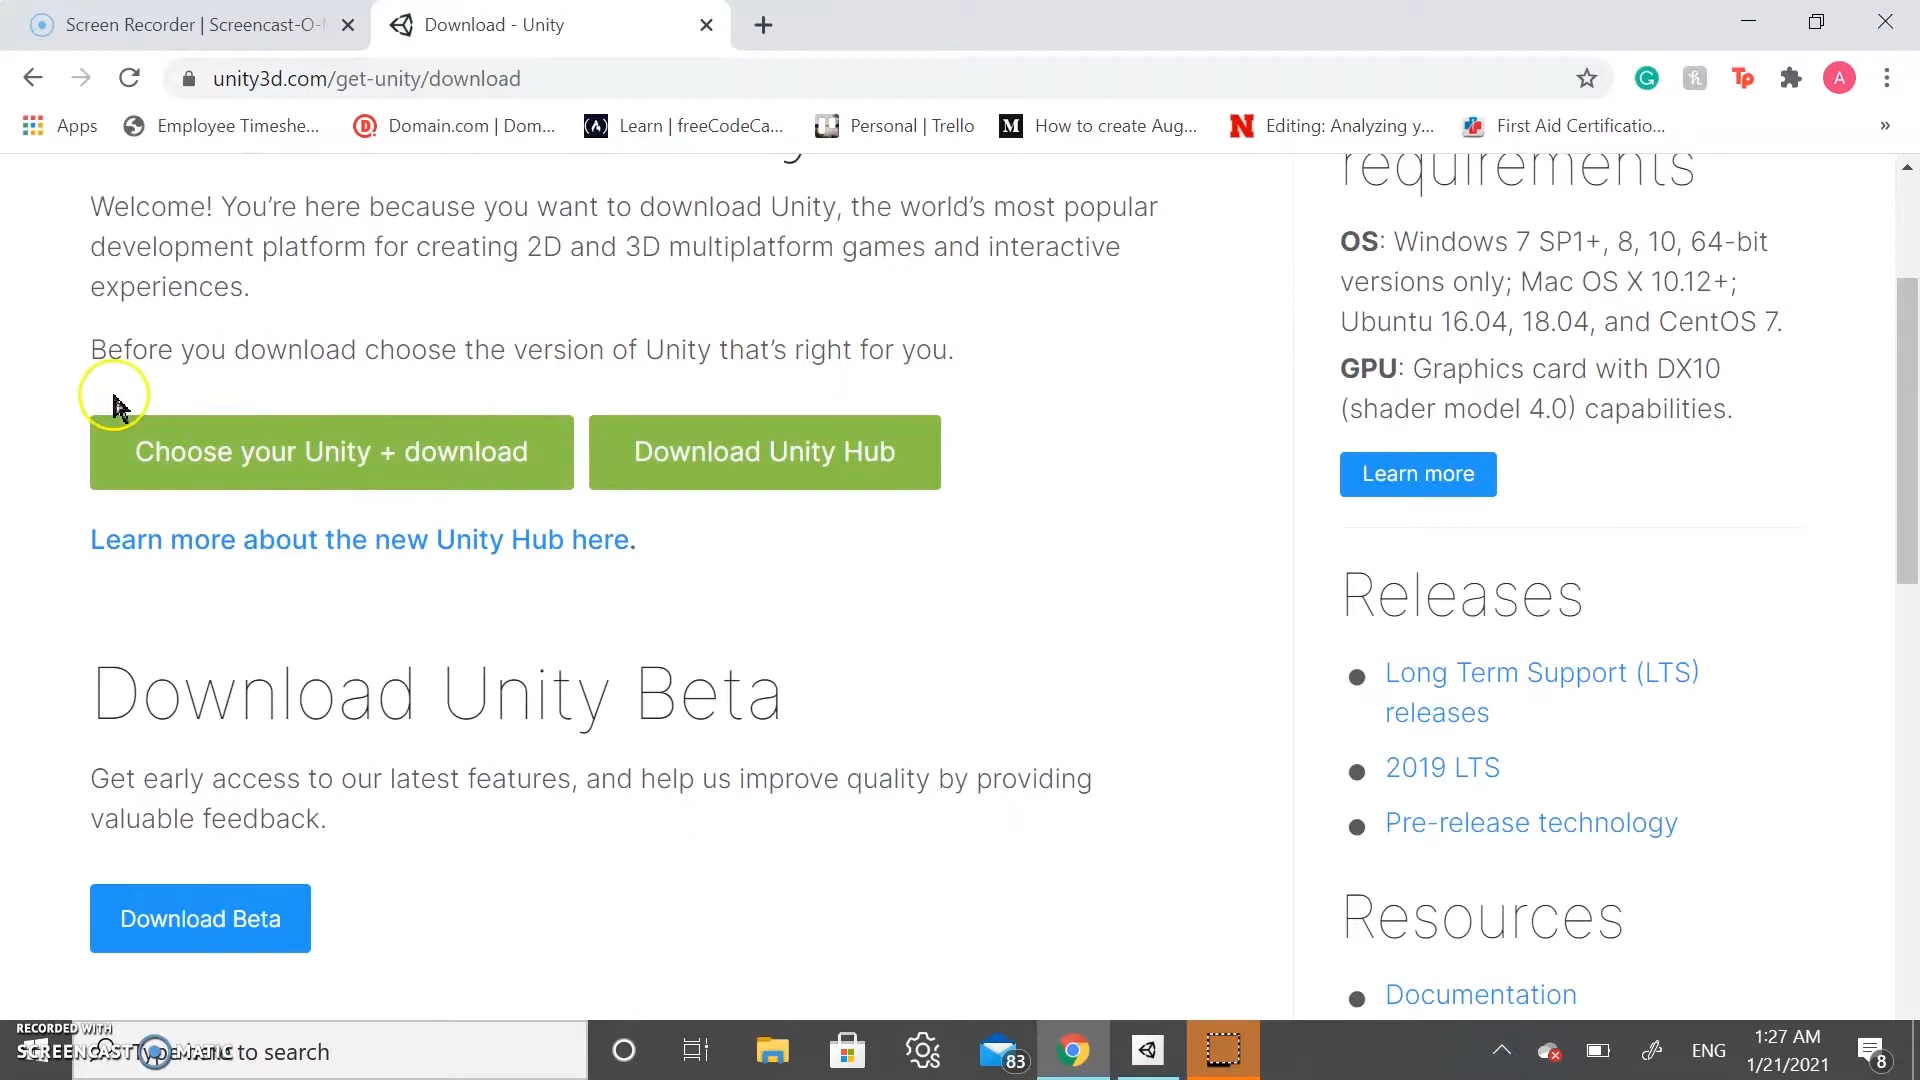 Screen Recorder | Screencast-O-
Download - Unity
unity3d.com/get-unity/download
A
Apps
Employee Timeshe...
Domain.com | Dom...
Learn | freeCodeCa...
Personal | Trello
How to create Aug...
Editing: Analyzing y...
First Aid Certificatio...
»
Welcome! You’re here because you want to download Unity, the world’s most popular
development platform for creating 2D and 3D multiplatform games and interactive
experiences.
Before you download choose the version of Unity that’s right for you.
Choose your Unity + download
Download Unity Hub
Learn more about the new Unity Hub here.
Download Unity Beta
Get early access to our latest features, and help us improve quality by providing
valuable feedback.
Download Beta
requirements
OS: Windows 7 SP1+, 8, 10, 64-bit
versions only; Mac OS X 10.12+;
Ubuntu 16.04, 18.04, and CentOS 7.
GPU: Graphics card with DX10
(shader model 4.0) capabilities.
Learn more
Releases
Long Term Support (LTS)
releases
2019 LTS
Pre-release technology
Resources
Documentation
RECORDED WITH
SCREENCAST MATIC
Type here to search
83
ENG
1:27 AM
1/21/2021
8